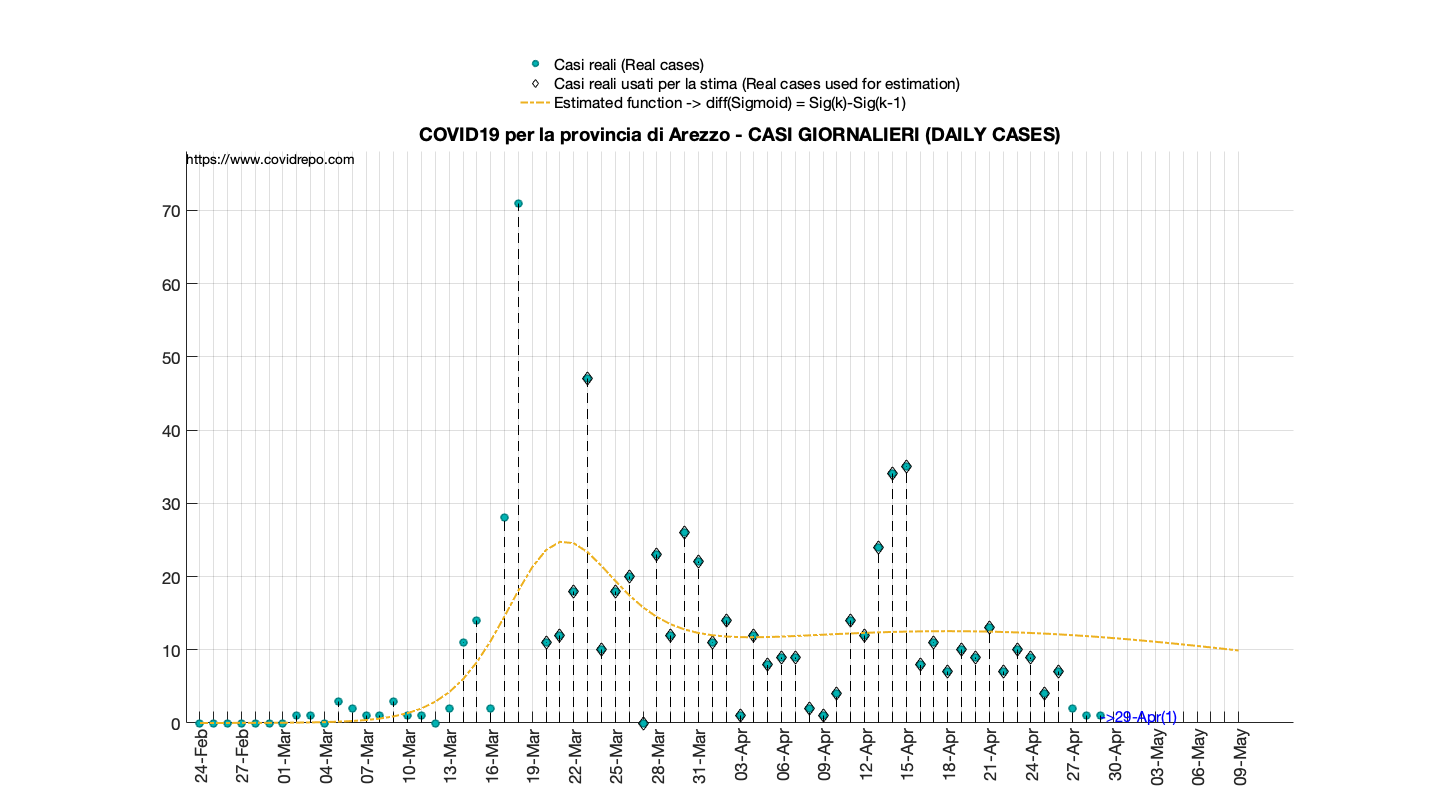 Casi reali (Real cases)
Casi reali usati per la stima (Real cases used for estimation)
Estimated function -> diff(Sigmoid) = Sig(k)-Sig(k-1)
COVID19 per la provincia di Arezzo - CASI GIORNALIERI (DAILY CASES)
https://www.covidrepo.com
70
60
50
40
30
20
10
0
->29-Apr(1)
24-Feb
27-Feb
01-Mar
04-Mar
07-Mar
10-Mar
13-Mar
16-Mar
19-Mar
22-Mar
25-Mar
28-Mar
31-Mar
03-Apr
06-Apr
09-Apr
12-Apr
15-Apr
18-Apr
21-Apr
24-Apr
27-Apr
30-Apr
03-May
06-May
09-May